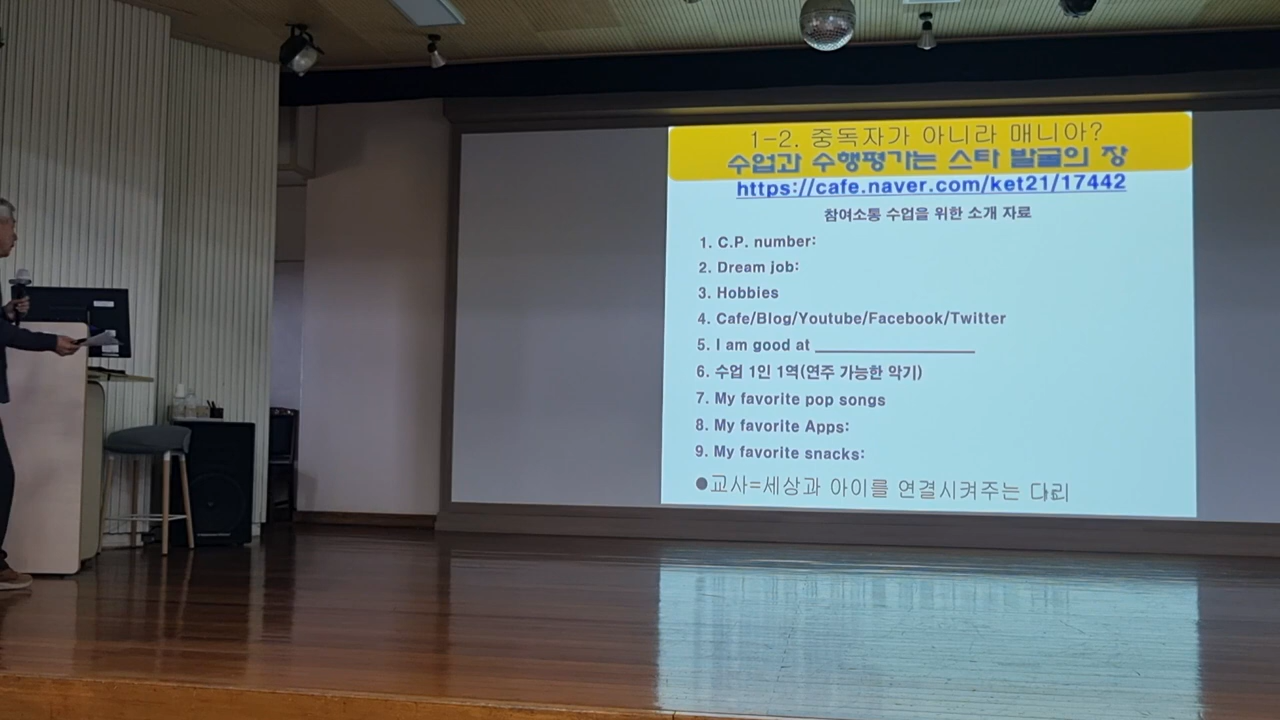 1-2. 중독자가 아니라 매니아?
수업과 수행평가는 스타 발굴의 장
https://cafe.naver.com/ket21/17442
참여소통 수업을 위한 소개 자료
1. C.P. number:
2. Dream job:
3. Hobbies
4. Cafe/Blog/Youtube/Facebook/Twitter
5. I am good at ____________________
6. 수업 1인 1역(연주 가능한 악기)
7. My favorite pop songs
8. My favorite Apps:
9. My favorite snacks:
●교사=세상과 아이를 연결시켜주는 다리